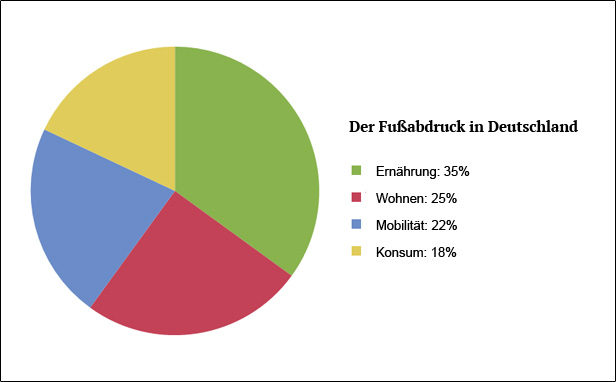 Der Fußabdruck in Deutschland
Ernährung: 35%
Wohnen: 25%
Mobilität: 22%
Konsum: 18%